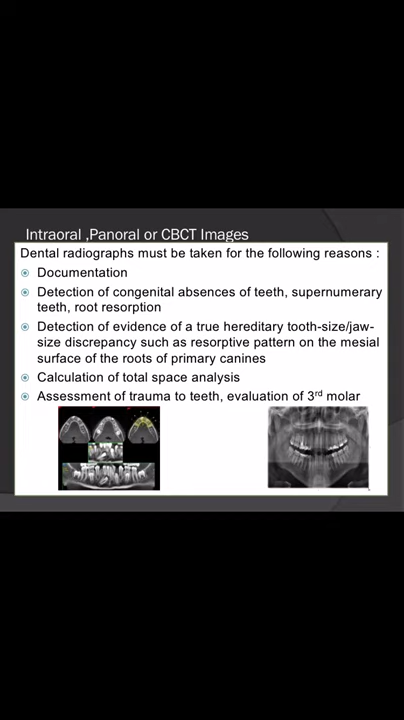 Intraoral ,Panoral or CBCT Images
Dental radiographs must be taken for the following reasons :
Documentation
Detection of congenital absences of teeth, supernumerary
teeth, root resorption
Detection of evidence of a true hereditary tooth-size/jaw-
size discrepancy such as resorptive pattern on the mesial
surface of the roots of primary canines
Calculation of total space analysis
Assessment of trauma to teeth, evaluation of 3rd molar